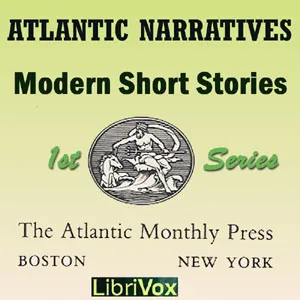 ATLANTIC NARRATIVES
Modern Short Stories
1st Series
The Atlantic Monthly Press
BOSTON NEW YORK
LibriVox